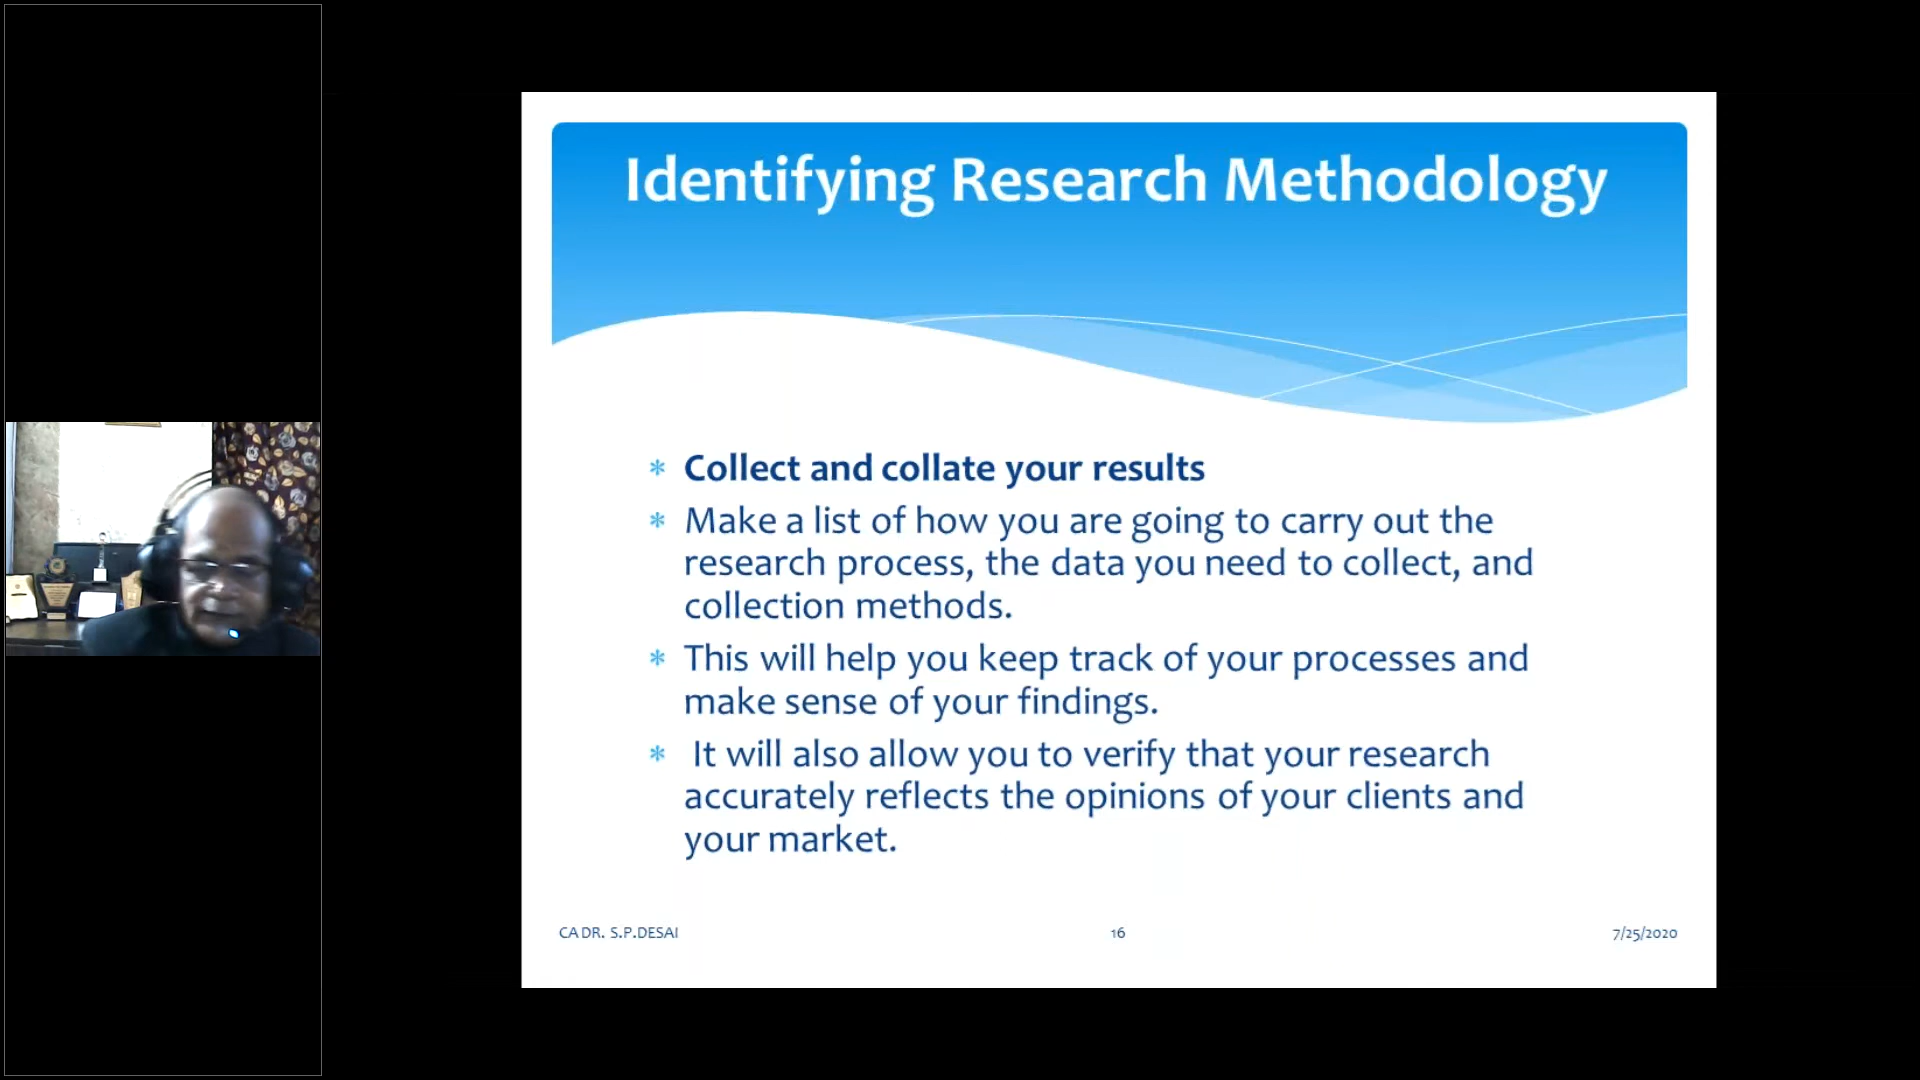 Identifying Research Methodology
* Collect and collate your results
* Make a list of how you are going to carry out the
research process, the data you need to collect, and
collection methods.
* This will help you keep track of your processes and
make sense of your findings.
* It will also allow you to verify that your research
accurately reflects the opinions of your clients and
your market.
CA DR. S.P.DESAI
16
7/25/2020